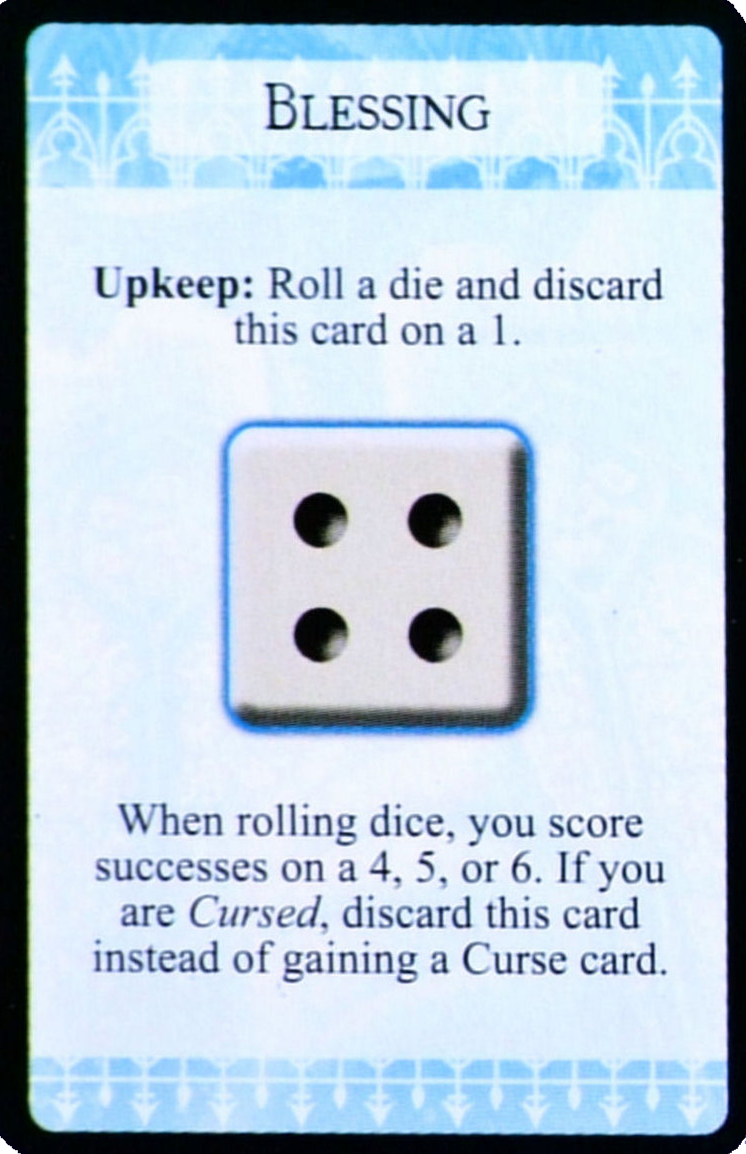 BLESSING
Upkeep: Roll a die and discard
this card on a 1.
When rolling dice, you score
successes on a 4, 5, or 6. If you
are Cursed, discard this card
instead of gaining a Curse card.